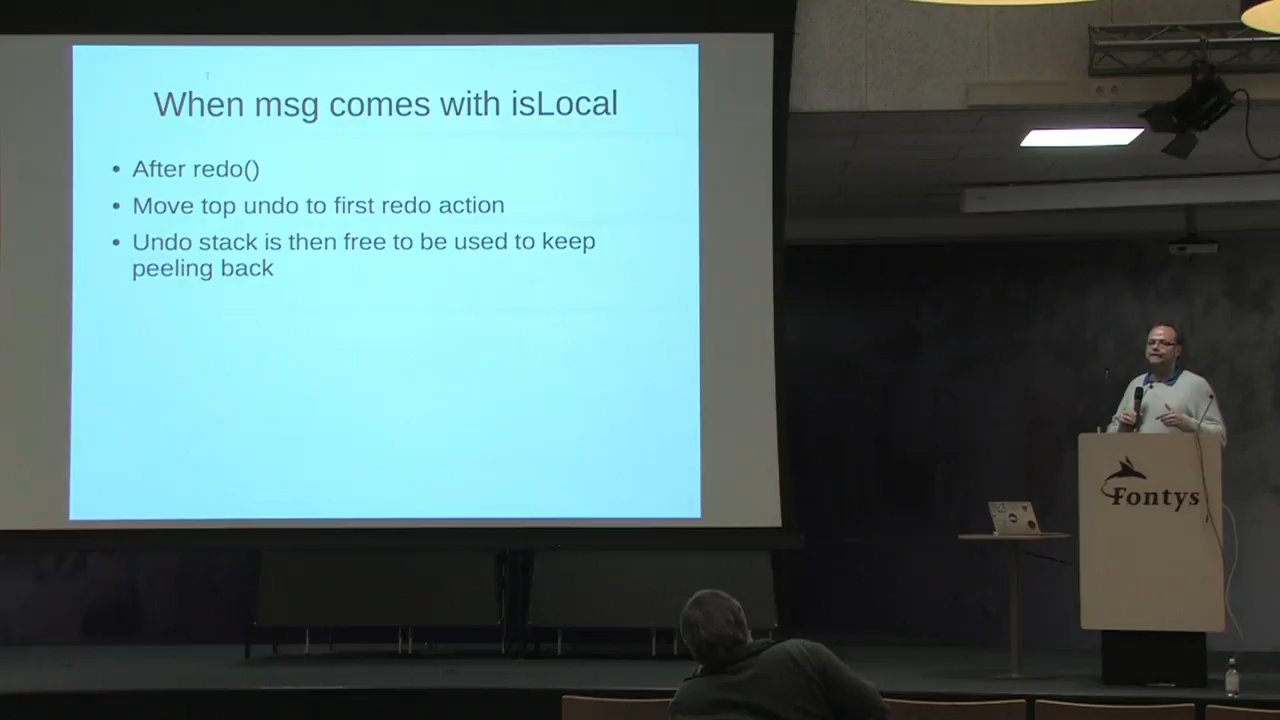 When msg comes with isLocal
• After redo()
• Move top undo to first redo action
• Undo stack is then free to be used to keep
peeling back
Fontys